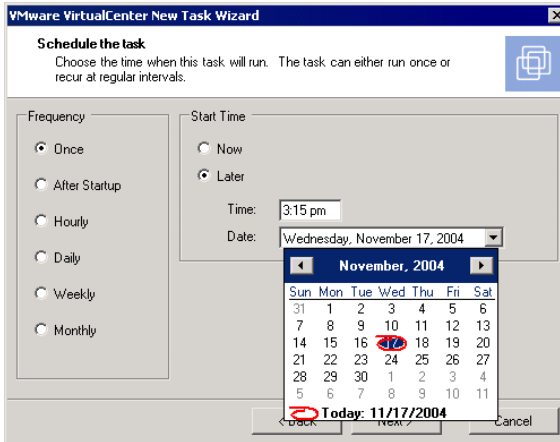 VMware VirtualCenter New Task Wizard
Schedule the task
Choose the time when this task will run. The task can either run once or
recur at regular intervals.
Frequency
Once
After Startup
Hourly
Daily
Weekly
Monthly
Start Time
Now
Later
Time: 3:15 pm
Date: Wednesday, November 17, 2004
November, 2004
Sun Mon Tue Wed Thu Fri Sat
31 1 2 3 4 5 6
7 8 9 10 11 12 13
14 15 16 17 18 19 20
21 22 23 24 25 26 27
28 29 30 1 2 3 4
5 6 7 8 9 10 11
Today: 11/17/2004
< Back Next > Cancel